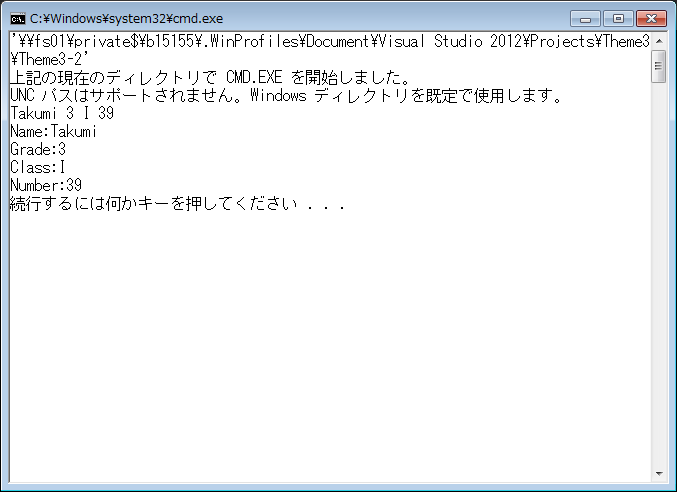 C:¥Windows¥system32¥cmd.exe
'¥¥fs01¥private$¥b15155¥.WinProfiles¥Document¥Visual Studio 2012¥Projects¥Theme3
¥Theme3-2'
上記の現在のディレクトリで CMD.EXE を開始しました。
UNC パスはサポートされません。Windows ディレクトリを既定で使用します。
Takumi 3 I 39
Name:Takumi
Grade:3
Class:I
Number:39
続行するには何かキーを押してください . . .